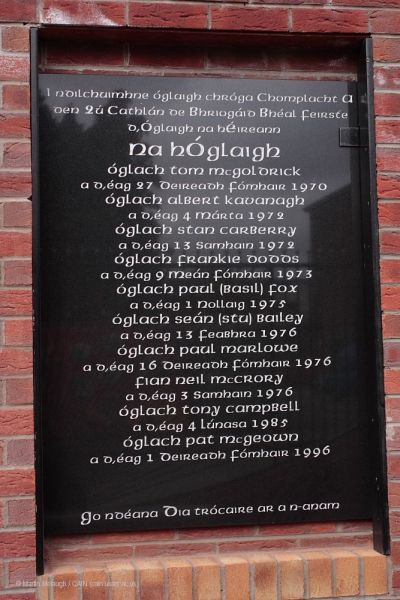 I ndilchuimhne óglaigh chróga Chomplacht A
den 2ú Cathlán de Bhriogáid Bhéal Feirste
d,Óglaigh na hÉireann
Na hÓglaigh
óglach tom mcgoldrick
a d,éag 27 deireadh fómhair 1970
óglach albert kavanagh
a d,éag 4 márta 1972
óglach stan carberry
a d,éag 13 samhain 1972
óglach frankie dodds
a d,éag 9 meán fómhair 1973
óglach paul (basil) fox
a d,éag 1 nollaig 1975
óglach seán (stu) bailey
a d,éag 13 feabhra 1976
óglach paul marlowe
a d,éag 16 deireadh fómhair 1976
fian neil mccrory
a d,éag 3 samhain 1976
óglach tony campbell
a d,éag 4 lúnasa 1985
óglach pat mcgeown
a d,éag 1 deireadh fómhair 1996
Go ndéana Dia trócaire ar a n-anam